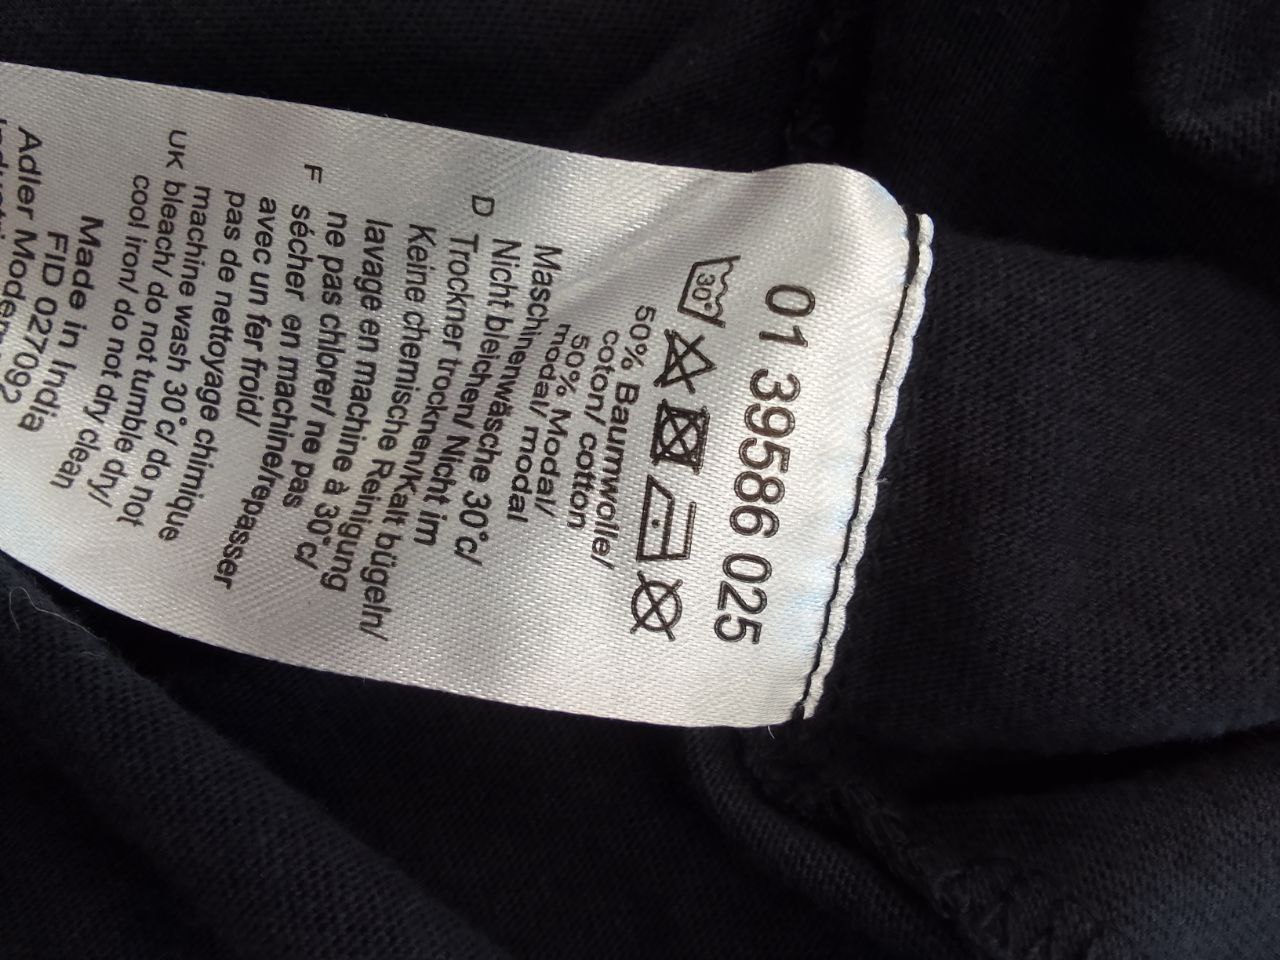 01 39586 025
30°
50% Baumwolle/
coton/ cotton
50% Modal/
modal/ modal
Maschinenwäsche 30°c/
Nicht bleichen/ Nicht im
D Trockner trocknen/Kalt bügeln/
Keine chemische Reinigung
lavage en machine à 30°c/
ne pas chlorer/ ne pas
F sécher en machine/repasser
avec un fer froid/
pas de nettoyage chimique
machine wash 30°c/ do not
UK bleach/ do not tumble dry/
cool iron/ do not dry clean
Made in India
FID 027092
Adler Moden